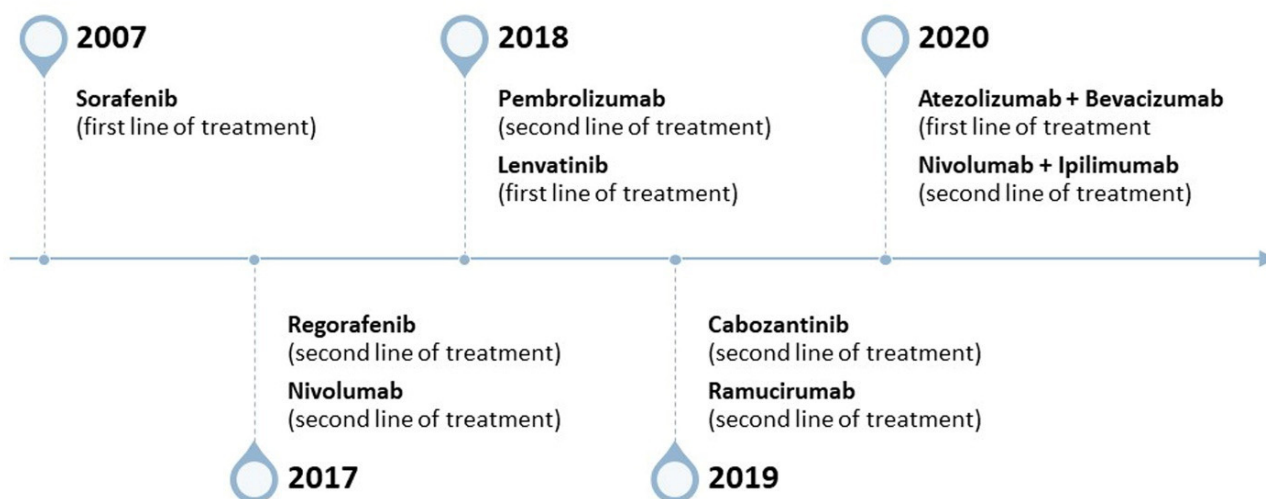 2007
Sorafenib
(first line of treatment)
2018
Pembrolizumab
(second line of treatment)
Lenvatinib
(first line of treatment)
2020
Atezolizumab + Bevacizumab
(first line of treatment
Nivolumab + Ipilimumab
(second line of treatment)
Regorafenib
(second line of treatment)
Nivolumab
(second line of treatment)
2017
Cabozantinib
(second line of treatment)
Ramucirumab
(second line of treatment)
2019